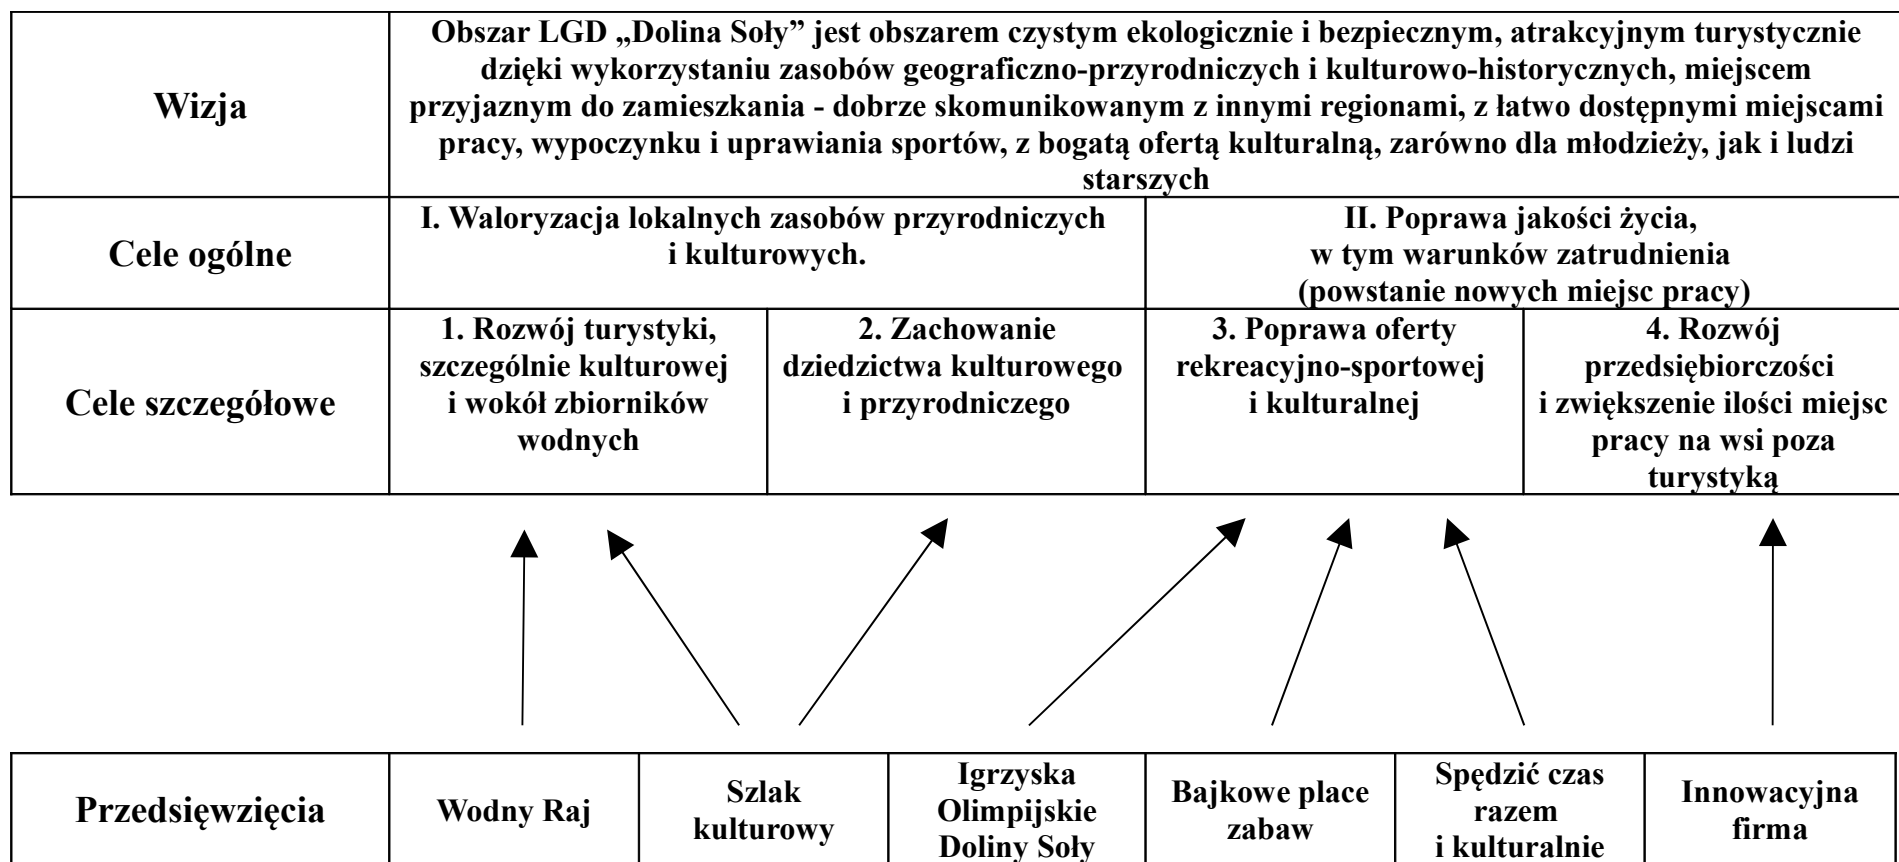 Wizja
Obszar LGD „Dolina Soły” jest obszarem czystym ekologicznie i bezpiecznym, atrakcyjnym turystycznie
dzięki wykorzystaniu zasobów geograficzno-przyrodniczych i kulturowo-historycznych, miejscem
przyjaznym do zamieszkania - dobrze skomunikowanym z innymi regionami, z łatwo dostępnymi miejscami
pracy, wypoczynku i uprawiania sportów, z bogatą ofertą kulturalną, zarówno dla młodzieży, jak i ludzi
starszych
Cele ogólne
I. Waloryzacja lokalnych zasobów przyrodniczych
i kulturowych.
II. Poprawa jakości życia,
w tym warunków zatrudnienia
(powstanie nowych miejsc pracy)
Cele szczegółowe
1. Rozwój turystyki,
szczególnie kulturowej
i wokół zbiorników
wodnych
2. Zachowanie
dziedzictwa kulturowego
i przyrodniczego
3. Poprawa oferty
rekreacyjno-sportowej
i kulturalnej
4. Rozwój
przedsiębiorczości
i zwiększenie ilości miejsc
pracy na wsi poza
turystyką
Przedsięwzięcia
Wodny Raj
Szlak
kulturowy
Igrzyska
Olimpijskie
Doliny Soły
Bajkowe place
zabaw
Spędzić czas
razem
i kulturalnie
Innowacyjna
firma